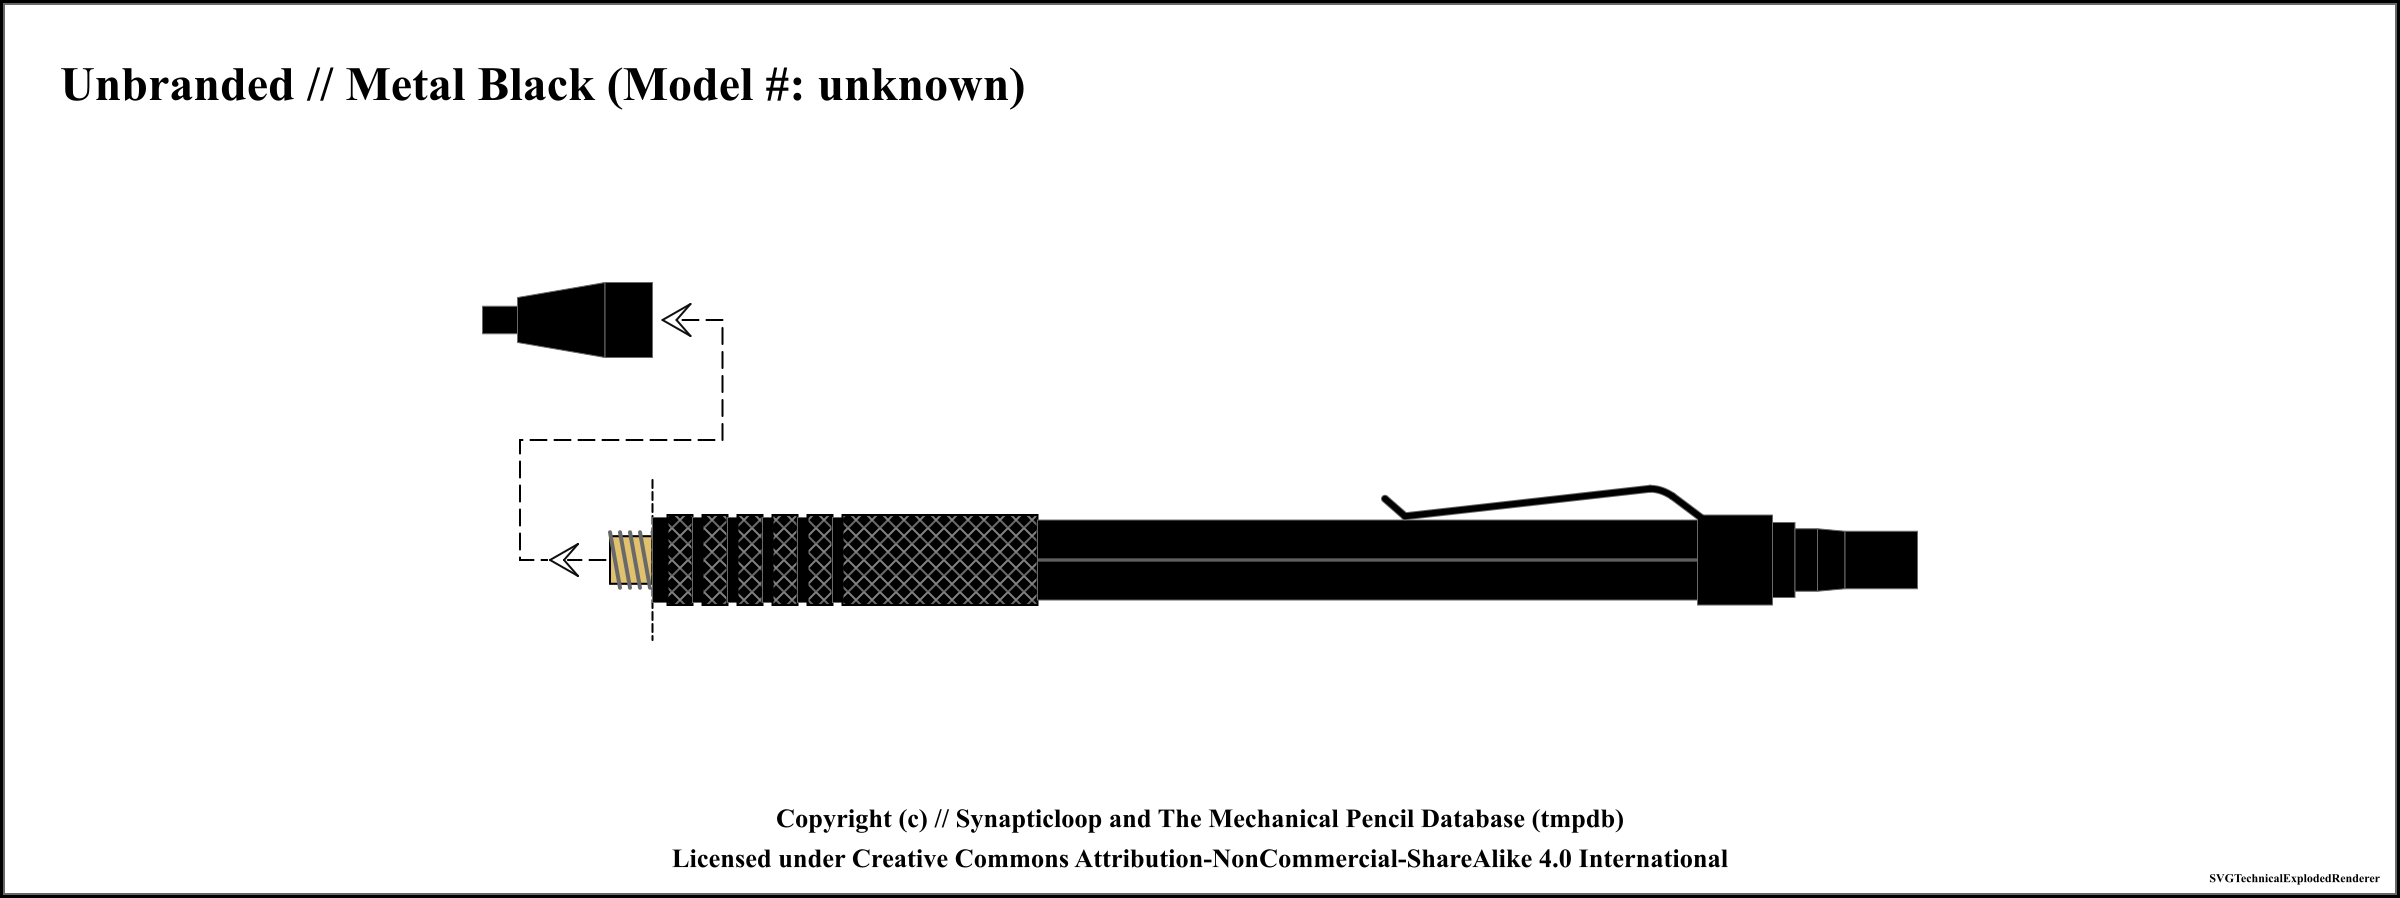 Unbranded // Metal Black (Model #: unknown)
Copyright (c) // Synapticloop and The Mechanical Pencil Database (tmpdb)
Licensed under Creative Commons Attribution-NonCommercial-ShareAlike 4.0 International
SVGTechnicalExplodedRenderer